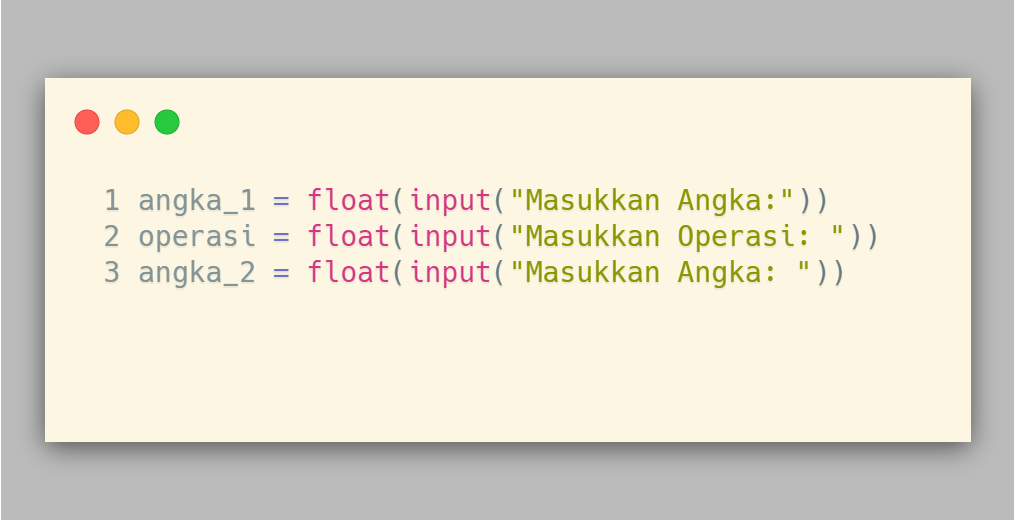 1 angka_1 = float(input("Masukkan Angka:"))
2 operasi = float(input("Masukkan Operasi: "))
3 angka_2 = float(input("Masukkan Angka: "))